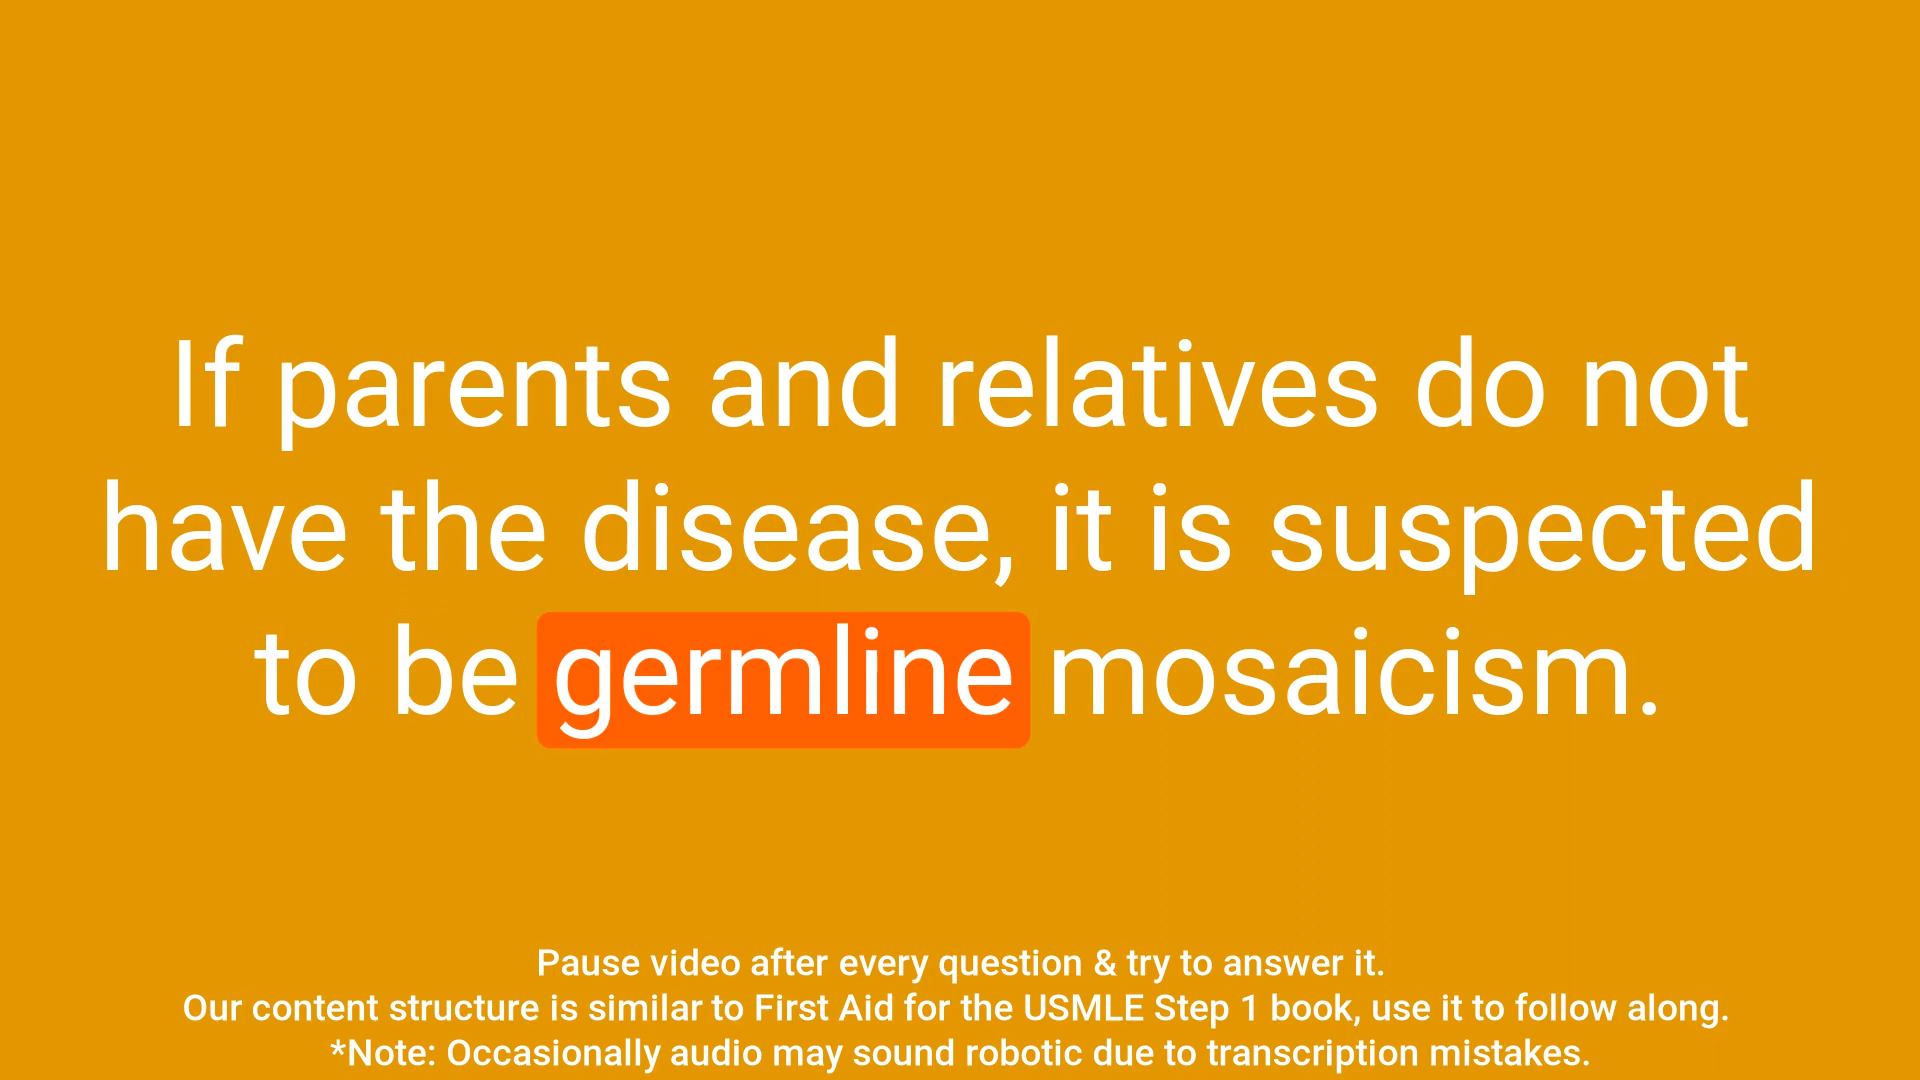 If parents and relatives do not
have the disease, it is suspected
to be germline mosaicism.
Pause video after every question & try to answer it.
Our content structure is similar to First Aid for the USMLE Step 1 book, use it to follow along.
*Note: Occasionally audio may sound robotic due to transcription mistakes.